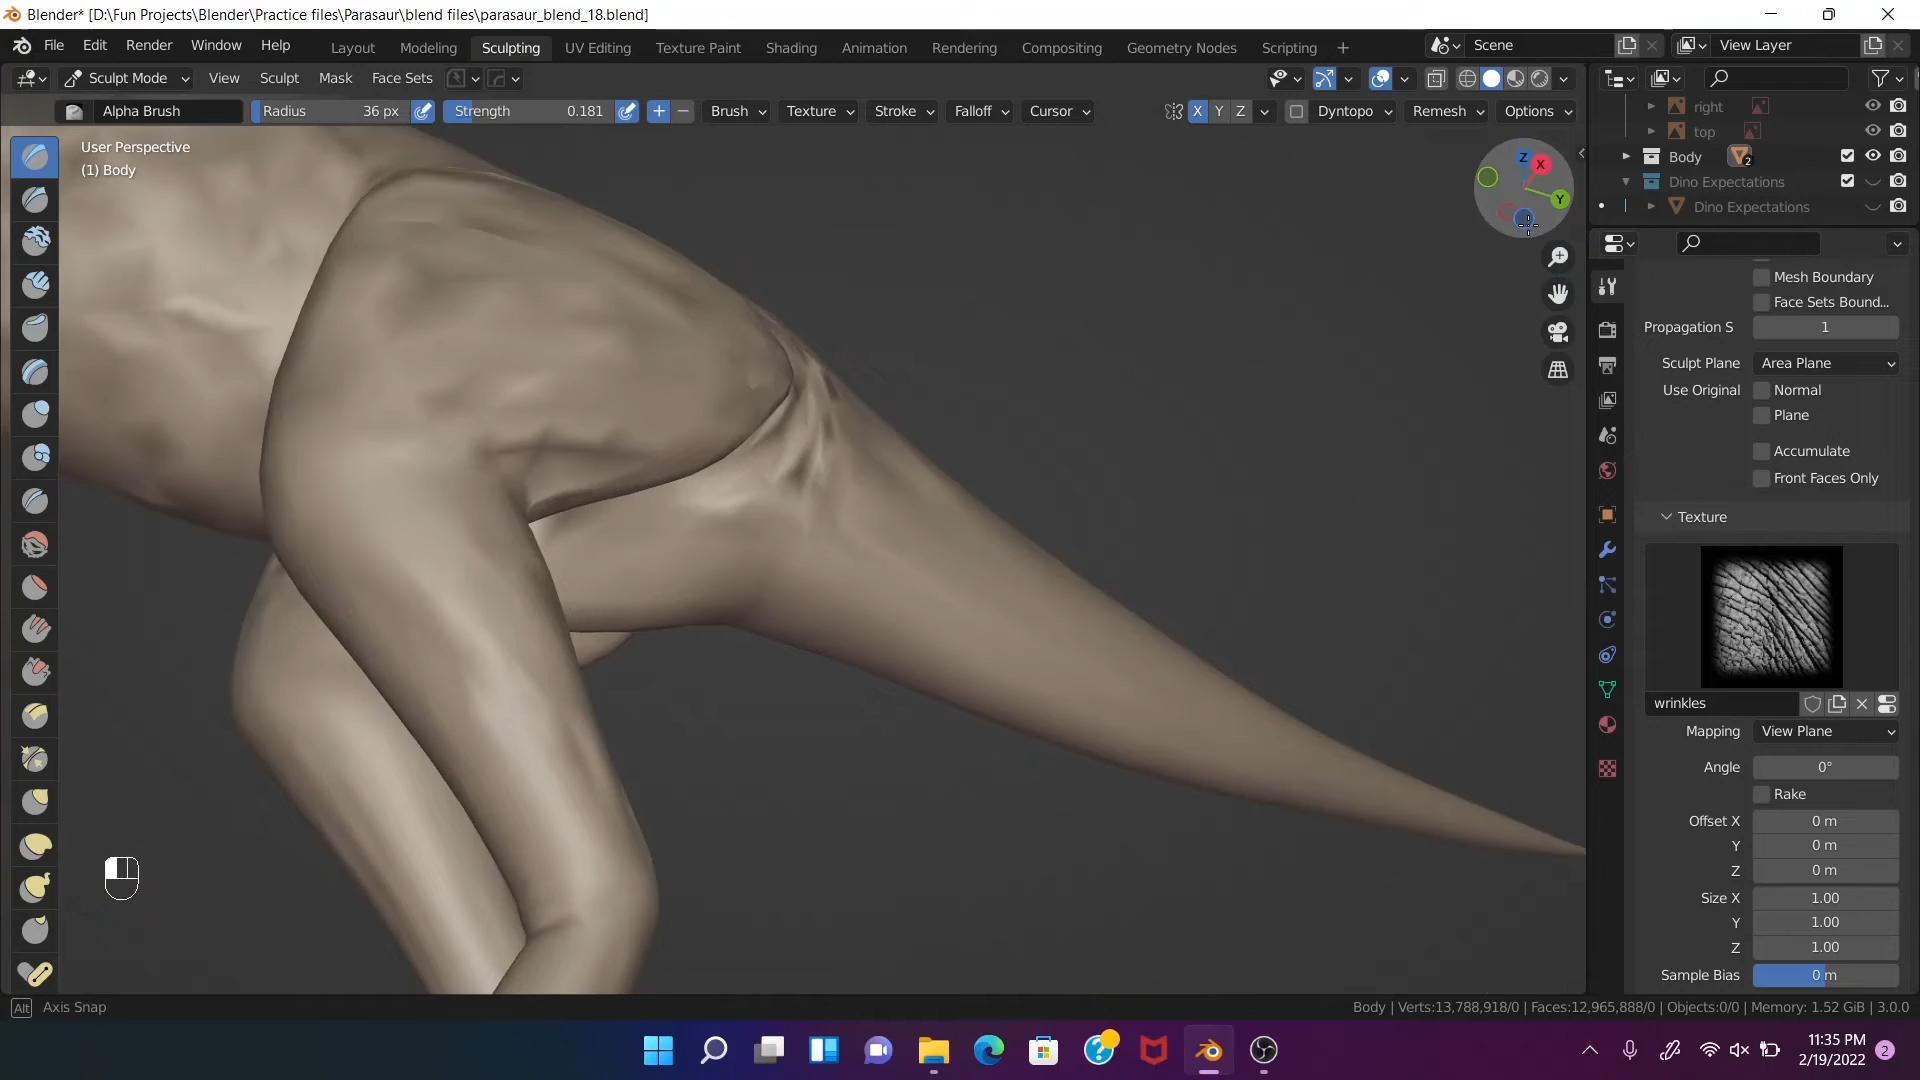 Blender* [D:\Fun Projects\Blender\Practice files\Parasaur\blend files\parasaur_blend_18.blend]
File Edit Render Window Help Layout Modeling Sculpting UV Editing Texture Paint Shading Animation Rendering Compositing Geometry Nodes Scripting + Scene View Layer
Sculpt Mode View Sculpt Mask Face Sets
Alpha Brush Radius 36 px Strength 0.181 Brush Texture Stroke Falloff Cursor X Y Z Dyntopo Remesh Options
User Perspective
(1) Body
Z
X
Y
right
top
Body 2
Dino Expectations
Dino Expectations
Mesh Boundary
Face Sets Bound...
Propagation S 1
Sculpt Plane Area Plane
Use Original Normal
Plane
Accumulate
Front Faces Only
Texture
wrinkles
Mapping View Plane
Angle 0°
Rake
Offset X 0 m
Y 0 m
Z 0 m
Size X 1.00
Y 1.00
Z 1.00
Sample Bias 0 m
Alt Axis Snap
Body | Verts:13,788,918/0 | Faces:12,965,888/0 | Objects:0/0 | Memory: 1.52 GiB | 3.0.0
11:35 PM
2/19/2022
2